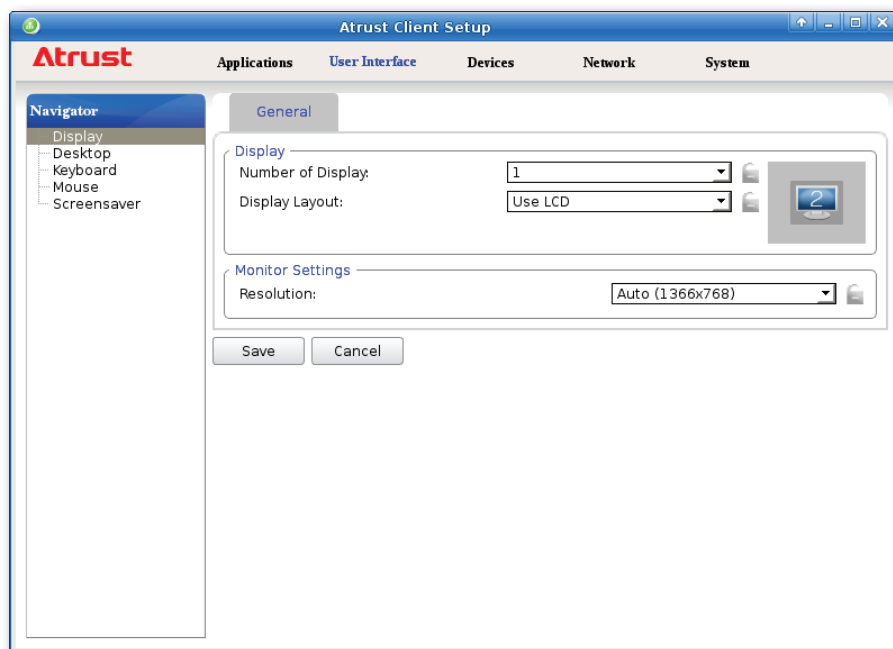 Atrust Client Setup
Atrust
Applications User Interface Devices Network System
Navigator
Display
Desktop
Keyboard
Mouse
Screensaver
General
Display
Number of Display: 1
Display Layout: Use LCD
2
Monitor Settings
Resolution: Auto (1366x768)
Save Cancel